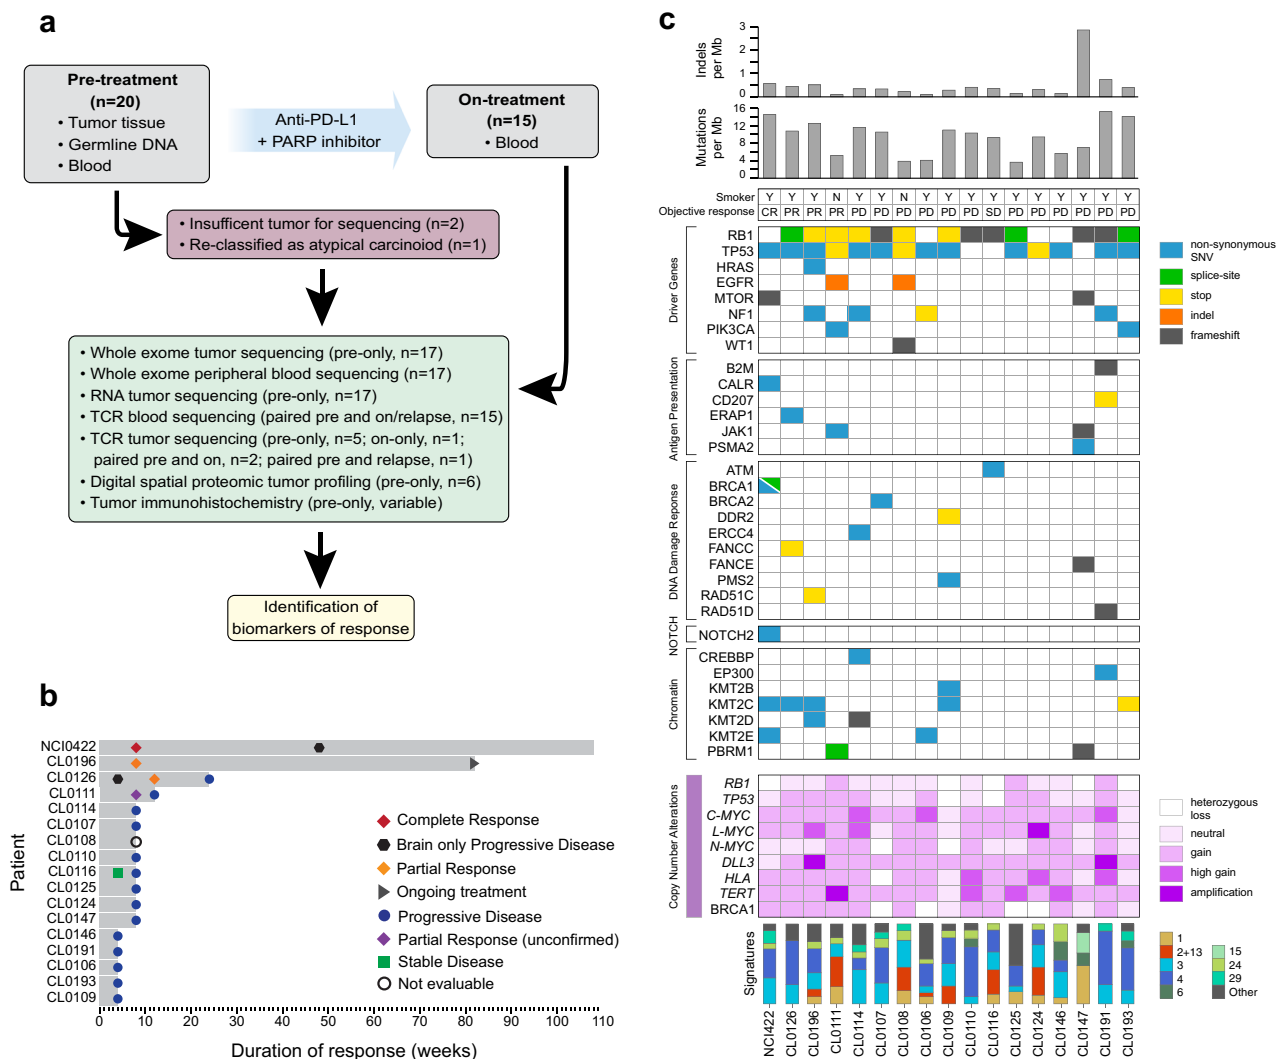 a
Pre-treatment
(n=20)
• Tumor tissue
• Germline DNA
• Blood
Anti-PD-L1
+ PARP inhibitor
On-treatment
(n=15)
• Blood
• Insufficent tumor for sequencing (n=2)
• Re-classified as atypical carcinoiod (n=1)
• Whole exome tumor sequencing (pre-only, n=17)
• Whole exome peripheral blood sequencing (n=17)
• RNA tumor sequencing (pre-only, n=17)
• TCR blood sequencing (paired pre and on/relapse, n=15)
• TCR tumor sequencing (pre-only, n=5; on-only, n=1;
paired pre and on, n=2; paired pre and relapse, n=1)
• Digital spatial proteomic tumor profiling (pre-only, n=6)
• Tumor immunohistochemistry (pre-only, variable)
Identification of
biomarkers of response
b
Patient
NCI0422
CL0196
CL0126
CL0111
CL0114
CL0107
CL0108
CL0110
CL0116
CL0125
CL0124
CL0147
CL0146
CL0191
CL0106
CL0193
CL0109
Complete Response
Brain only Progressive Disease
Partial Response
Ongoing treatment
Progressive Disease
Partial Response (unconfirmed)
Stable Disease
Not evaluable
0 10 20 30 40 50 60 70 80 90 100 110
Duration of response (weeks)
c
Indels
per Mb
3
2
1
0
Mutations
per Mb
16
12
8
4
0
Smoker Y Y Y N Y Y N Y Y Y Y Y Y Y Y Y Y
Objective response CR PR PR PR PD PD PD PD PD PD SD PD PD PD PD PD PD
Driver Genes
RB1
TP53
HRAS
EGFR
MTOR
NF1
PIK3CA
WT1
non-synonymous
SNV
splice-site
stop
indel
frameshift
Antigen Presentation
B2M
CALR
CD207
ERAP1
JAK1
PSMA2
DNA Damage Reponse
ATM
BRCA1
BRCA2
DDR2
ERCC4
FANCC
FANCE
PMS2
RAD51C
RAD51D
NOTCH
NOTCH2
Chromatin
CREBBP
EP300
KMT2B
KMT2C
KMT2D
KMT2E
PBRM1
Copy Number Alterations
RB1
TP53
C-MYC
L-MYC
N-MYC
DLL3
HLA
TERT
BRCA1
heterozygous
loss
neutral
gain
high gain
amplification
Signatures
1
2+13
3
4
6
15
24
29
Other
NCI422
CL0126
CL0196
CL0111
CL0114
CL0107
CL0108
CL0106
CL0109
CL0110
CL0116
CL0125
CL0124
CL0146
CL0147
CL0191
CL0193